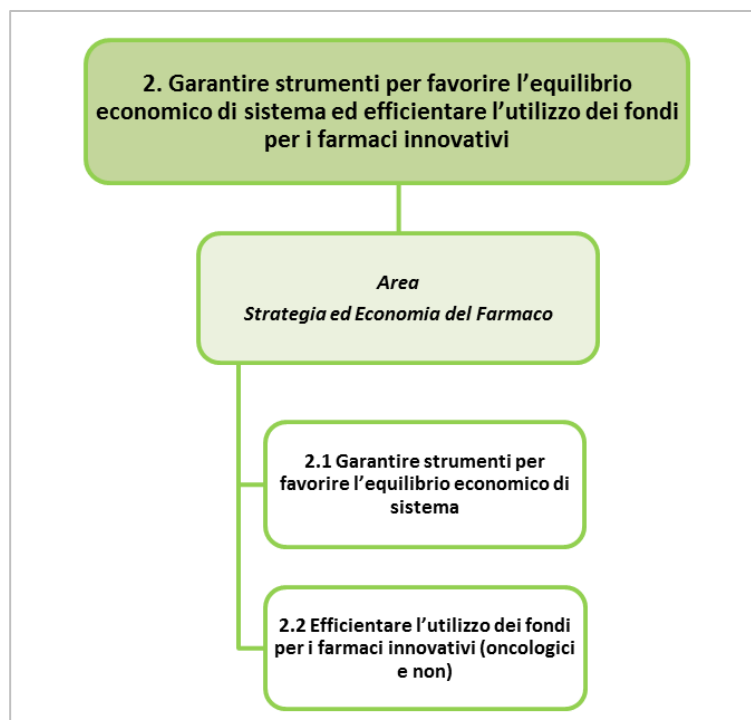 2. Garantire strumenti per favorire l’equilibrio
economico di sistema ed efficientare l’utilizzo dei fondi
per i farmaci innovativi
Area
Strategia ed Economia del Farmaco
2.1 Garantire strumenti per
favorire l’equilibrio economico di
sistema
2.2 Efficientare l’utilizzo dei fondi
per i farmaci innovativi (oncologici
e non)